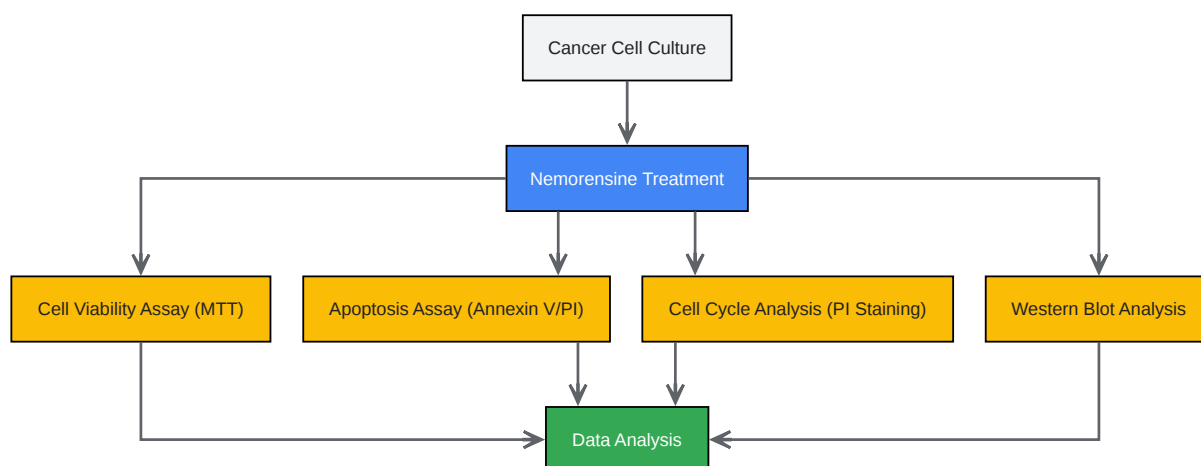 Cancer Cell Culture
Nemorensine Treatment
Cell Viability Assay (MTT)
Apoptosis Assay (Annexin V/PI)
Cell Cycle Analysis (PI Staining)
Western Blot Analysis
Data Analysis